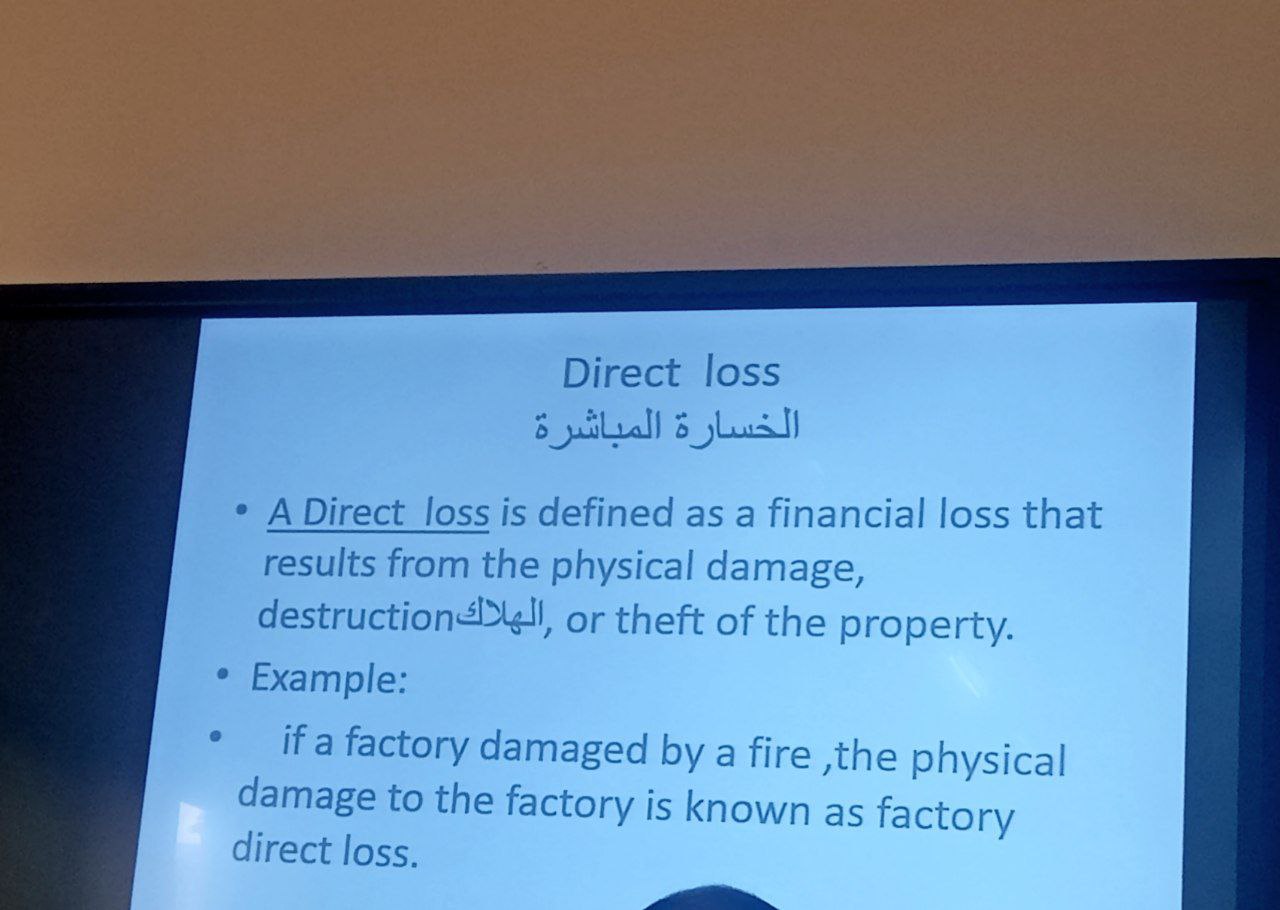 Direct loss
الخسارة المباشرة
• A Direct loss is defined as a financial loss that
results from the physical damage,
destructionالهلاك, or theft of the property.
• Example:
• if a factory damaged by a fire ,the physical
damage to the factory is known as factory
direct loss.